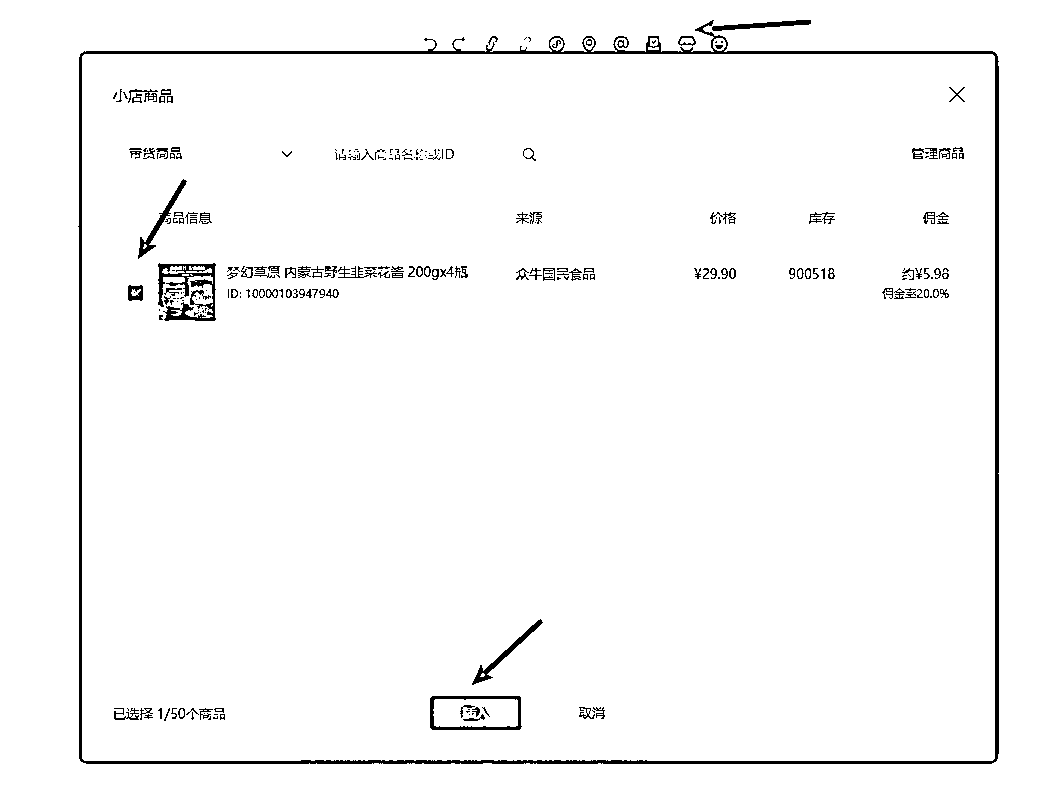 小店商品
带货商品
请输入商品名称或ID
管理商品
商品信息 来源 价格 库存 佣金
梦幻草原 内蒙古野生韭菜花酱 200gx4瓶 众牛国民食品 ¥29.90 900518 约¥5.98
ID: 10000103947940 佣金率20.0%
已选择 1/50个商品 插入 取消